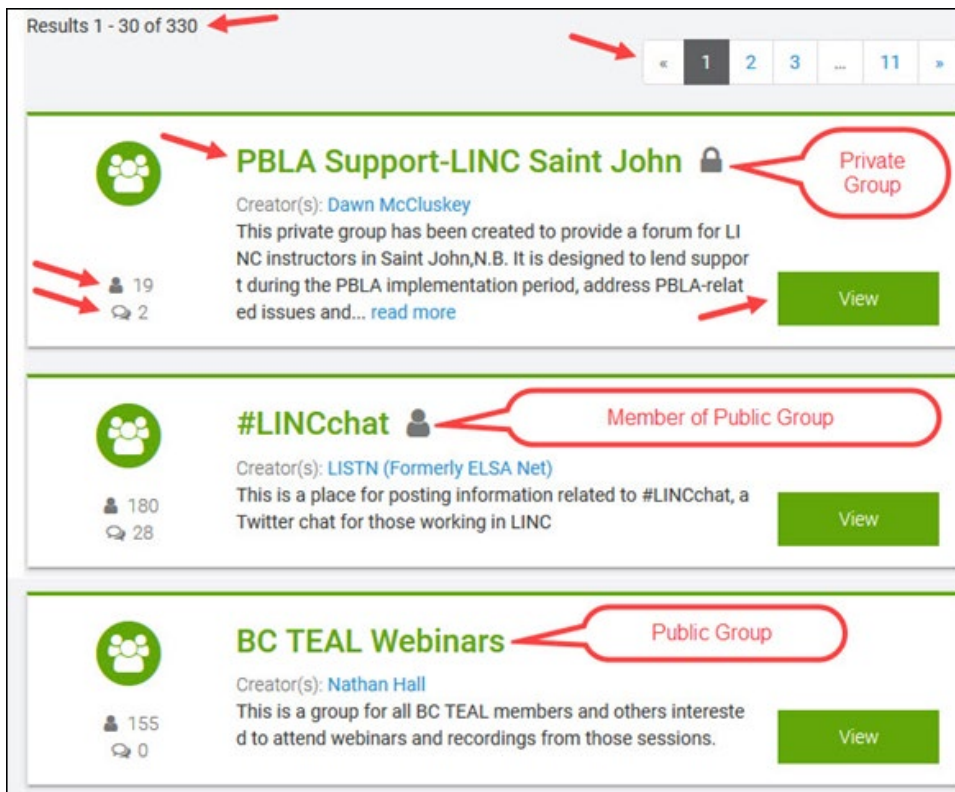 Results 1 - 30 of 330
« 1 2 3 ... 11 »
PBLA Support-LINC Saint John
Private
Group
Creator(s): Dawn McCluskey
This private group has been created to provide a forum for LI
NC instructors in Saint John,N.B. It is designed to lend suppor
t during the PBLA implementation period, address PBLA-relat
ed issues and... read more
19
2
View
#LINCchat
Member of Public Group
Creator(s): LISTN (Formerly ELSA Net)
This is a place for posting information related to #LINCchat, a
Twitter chat for those working in LINC
180
28
View
BC TEAL Webinars
Public Group
Creator(s): Nathan Hall
This is a group for all BC TEAL members and others intereste
d to attend webinars and recordings from those sessions.
155
0
View